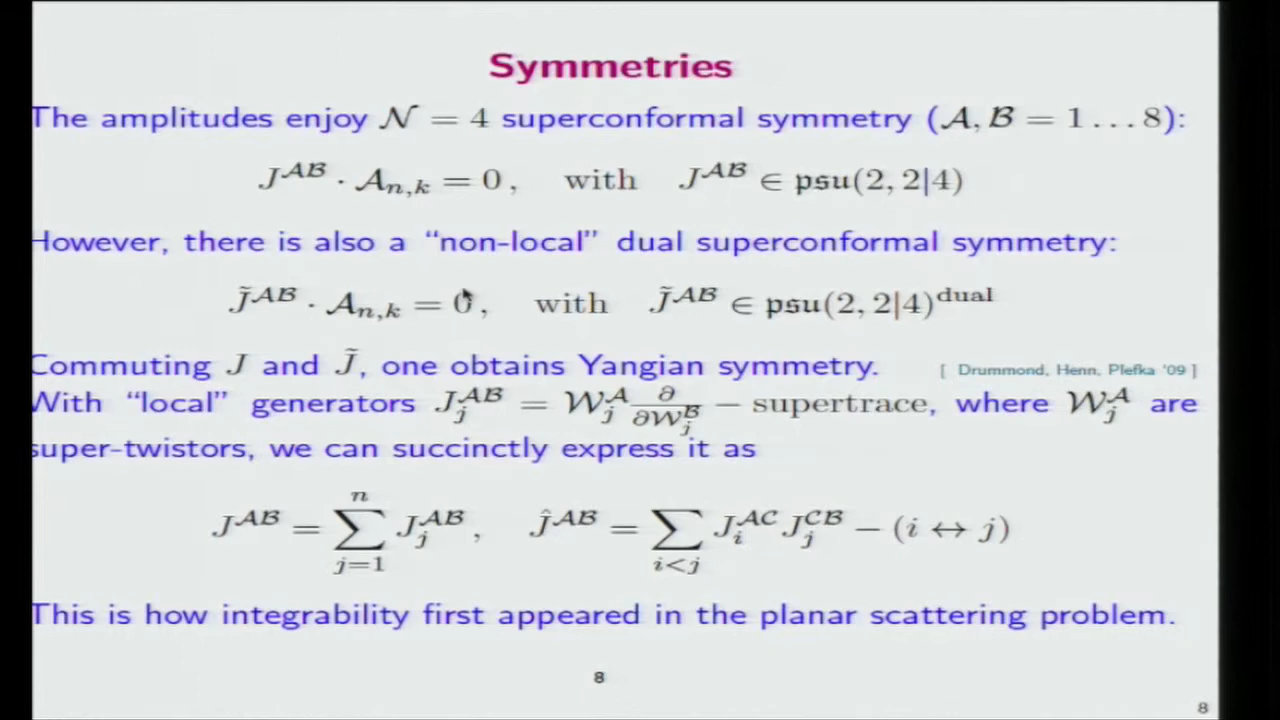 Symmetries
The amplitudes enjoy 𝒩 = 4 superconformal symmetry (𝒜, ℬ = 1 . . . 8):
J^{𝒜ℬ} · 𝒜_{n,k} = 0 , with J^{𝒜ℬ} ∈ 𝔭𝔰𝔲(2, 2|4)
However, there is also a “non-local” dual superconformal symmetry:
J̃^{𝒜ℬ} · 𝒜_{n,k} = 0 , with J̃^{𝒜ℬ} ∈ 𝔭𝔰𝔲(2, 2|4)^{dual}
Commuting J and J̃, one obtains Yangian symmetry. [ Drummond, Henn, Plefka '09 ]
With “local” generators J_j^{𝒜ℬ} = 𝒲_j^𝒜 ∂/∂𝒲_j^ℬ − supertrace, where 𝒲_j^𝒜 are
super-twistors, we can succinctly express it as
J^{𝒜ℬ} = ∑_{j=1}^{n} J_j^{𝒜ℬ} , Ĵ^{𝒜ℬ} = ∑_{i<j} J_i^{𝒜𝒞} J_j^{𝒞ℬ} − (i ↔ j)
This is how integrability first appeared in the planar scattering problem.
8
8